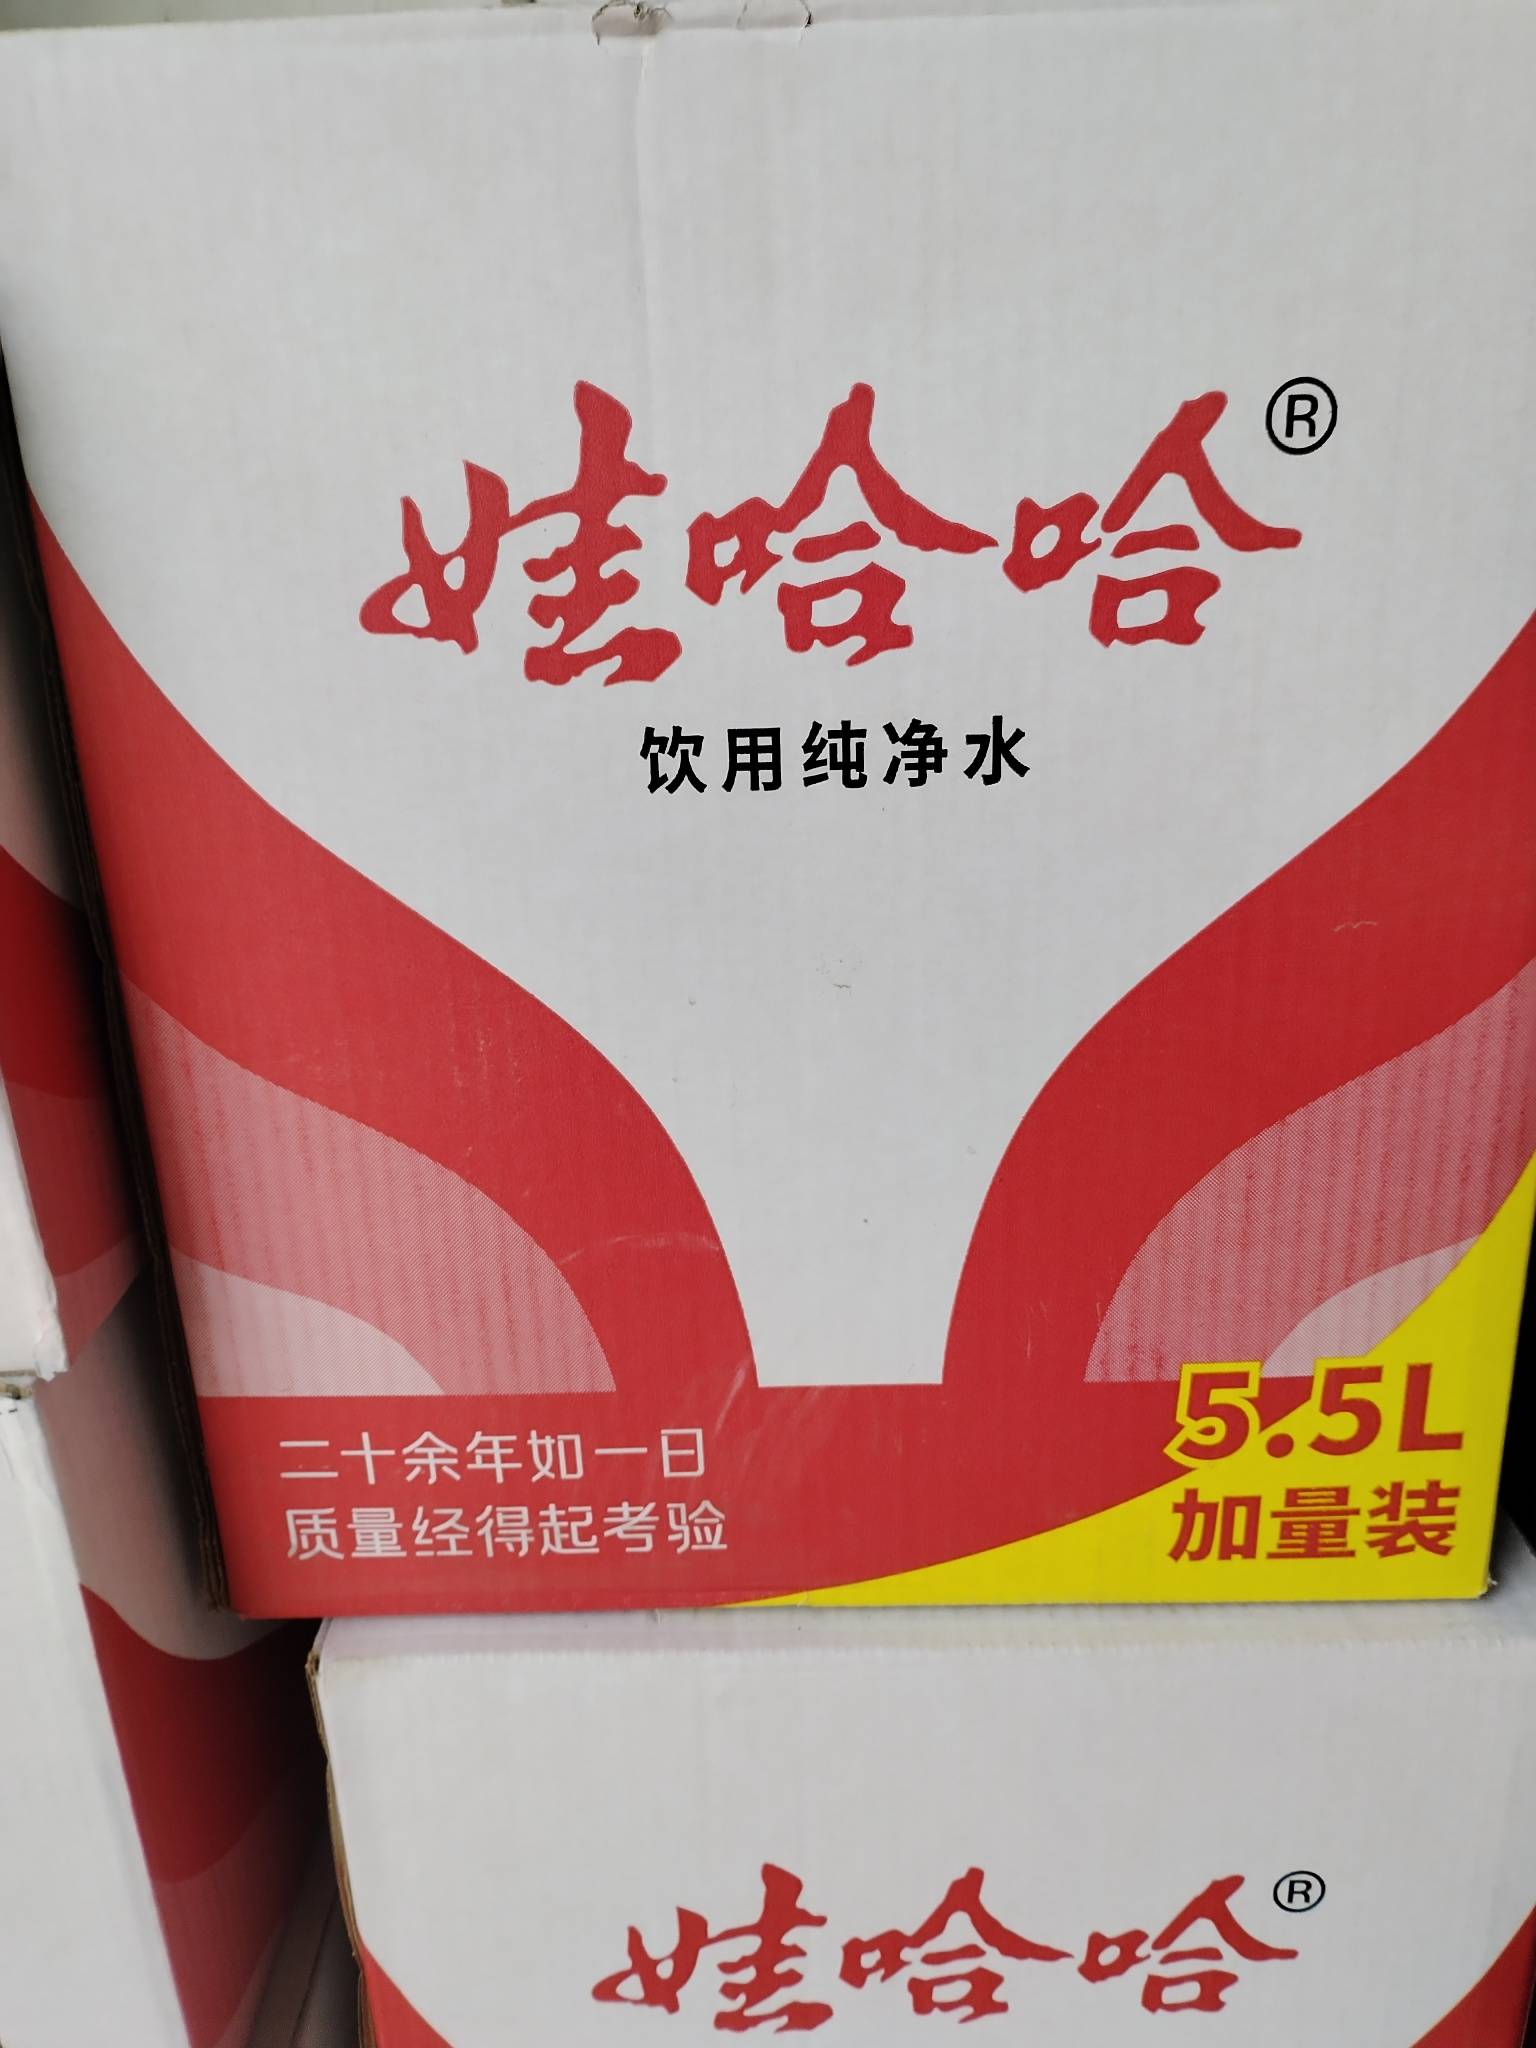 娃哈哈®
饮用纯净水
5.5L
加量装
二十余年如一日
质量经得起考验
娃哈哈®